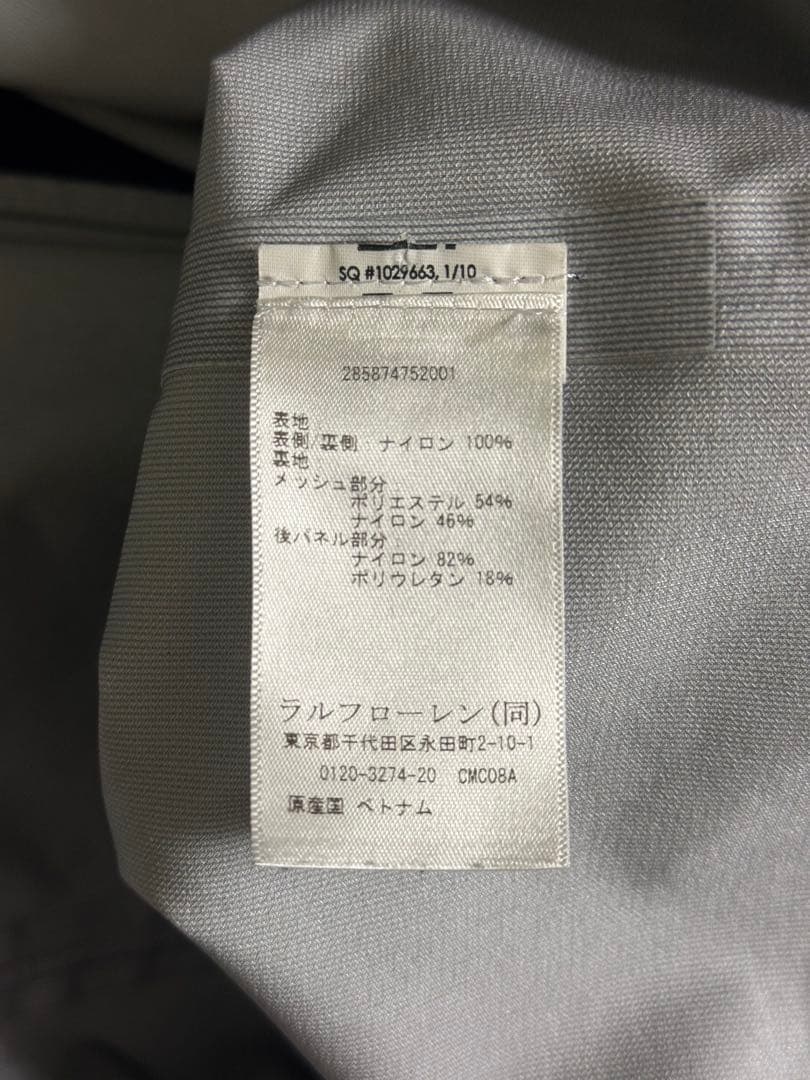 SQ #1029663, 1/10
285874752001
表地
表側/裏側 ナイロン 100%
裏地
メッシュ部分
ポリエステル 54%
ナイロン 46%
後パネル部分
ナイロン 82%
ポリウレタン 18%
ラルフローレン(同)
東京都千代田区永田町2-10-1
0120-3274-20 CMC08A
原産国 ベトナム